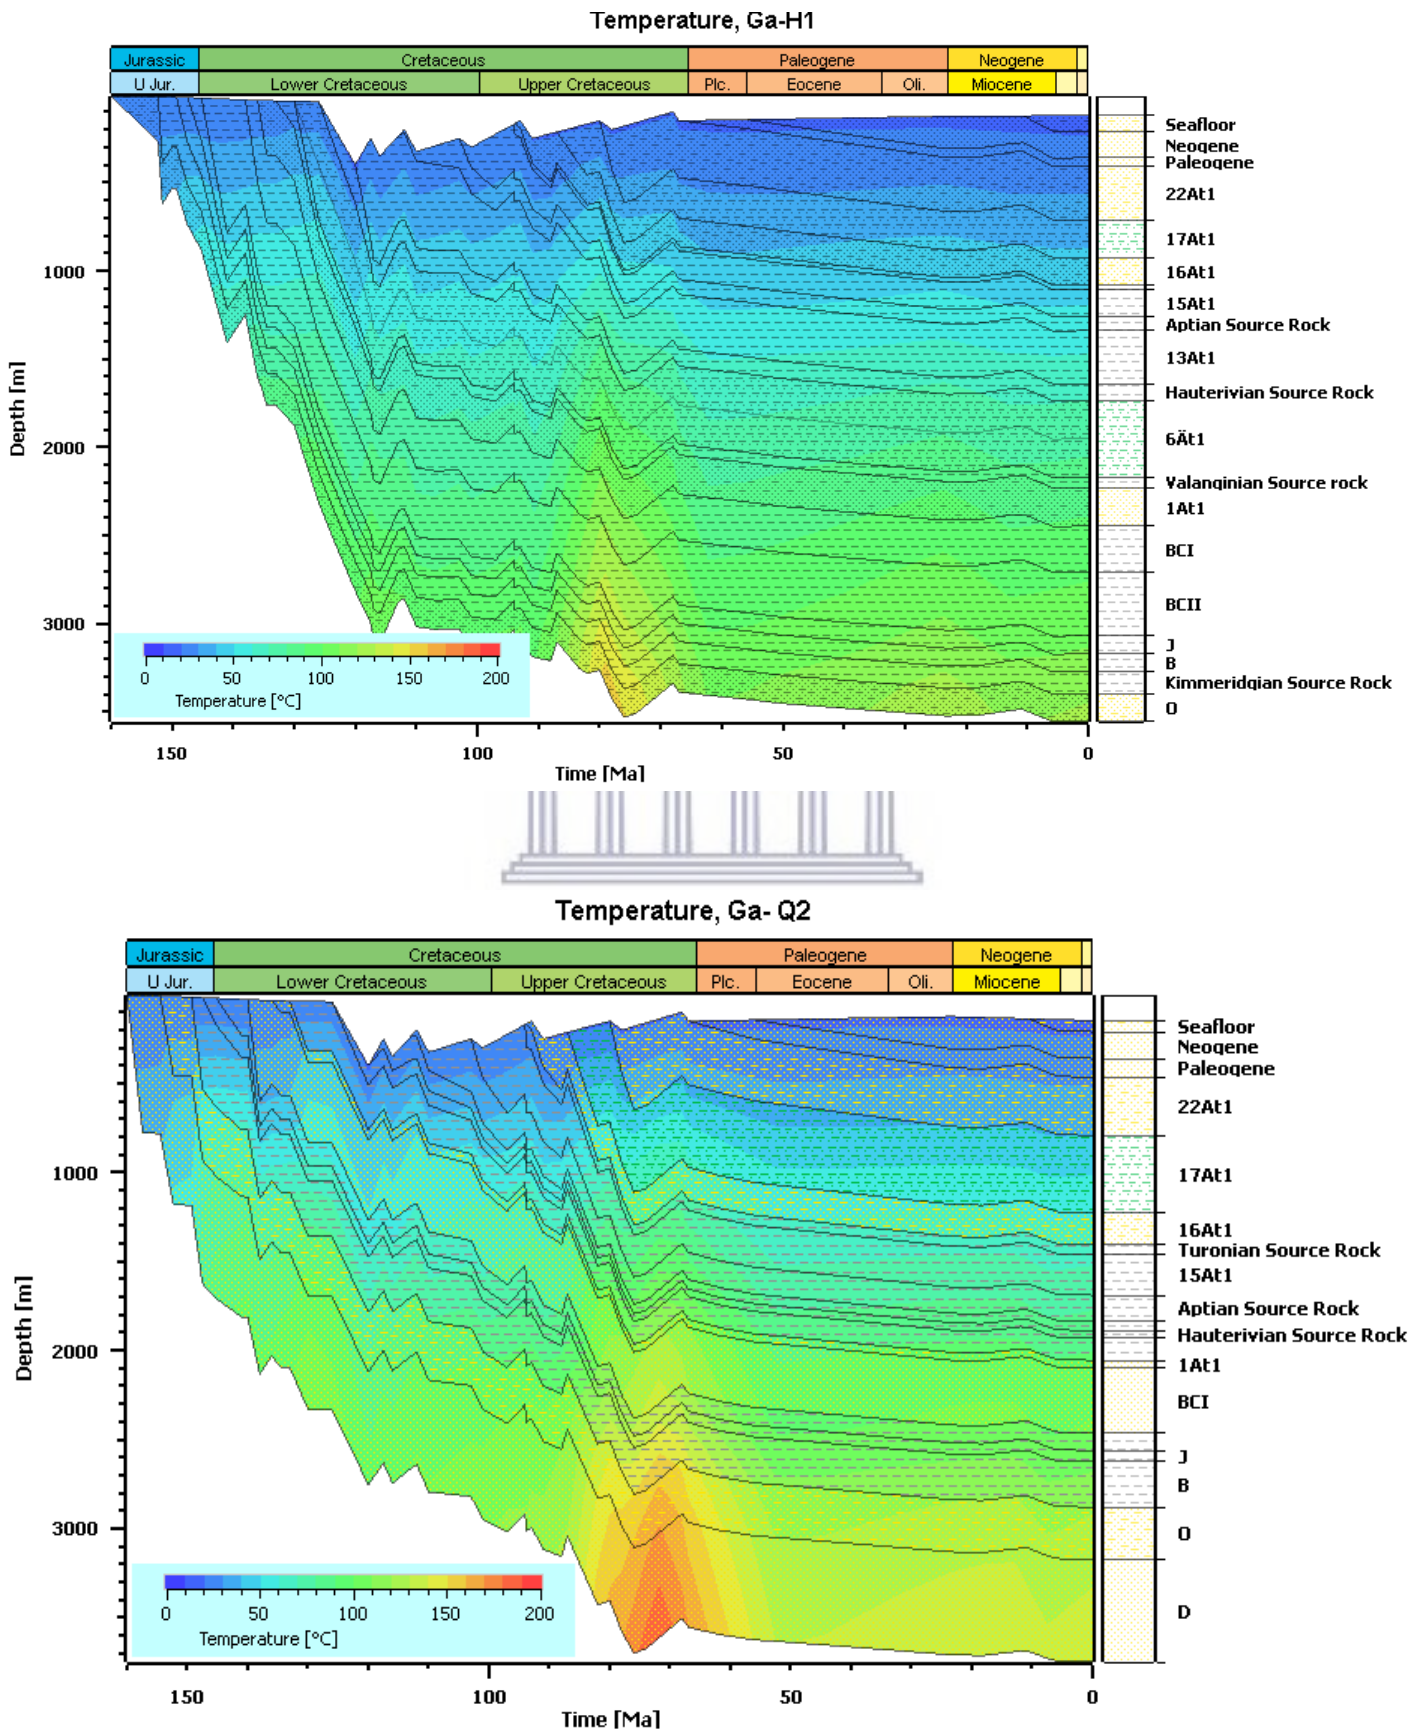 Temperature, Ga-H1
Jurassic Cretaceous Paleogene Neogene
U Jur. Lower Cretaceous Upper Cretaceous Plc. Eocene Oli. Miocene
Seafloor
Neogene
Paleogene
22At1
17At1
16At1
15At1
Aptian Source Rock
13At1
Hauterivian Source Rock
6Ät1
Valanginian Source rock
1At1
BCI
BCII
J
B
Kimmeridgian Source Rock
O
Depth [m]
1000
2000
3000
0 50 100 150 200
Temperature [°C]
150 100 50 0
Time [Ma]
Temperature, Ga- Q2
Jurassic Cretaceous Paleogene Neogene
U Jur. Lower Cretaceous Upper Cretaceous Plc. Eocene Oli. Miocene
Seafloor
Neogene
Paleogene
22At1
17At1
16At1
Turonian Source Rock
15At1
Aptian Source Rock
Hauterivian Source Rock
1At1
BCI
J
B
O
D
Depth [m]
1000
2000
3000
0 50 100 150 200
Temperature [°C]
150 100 50 0
Time [Ma]